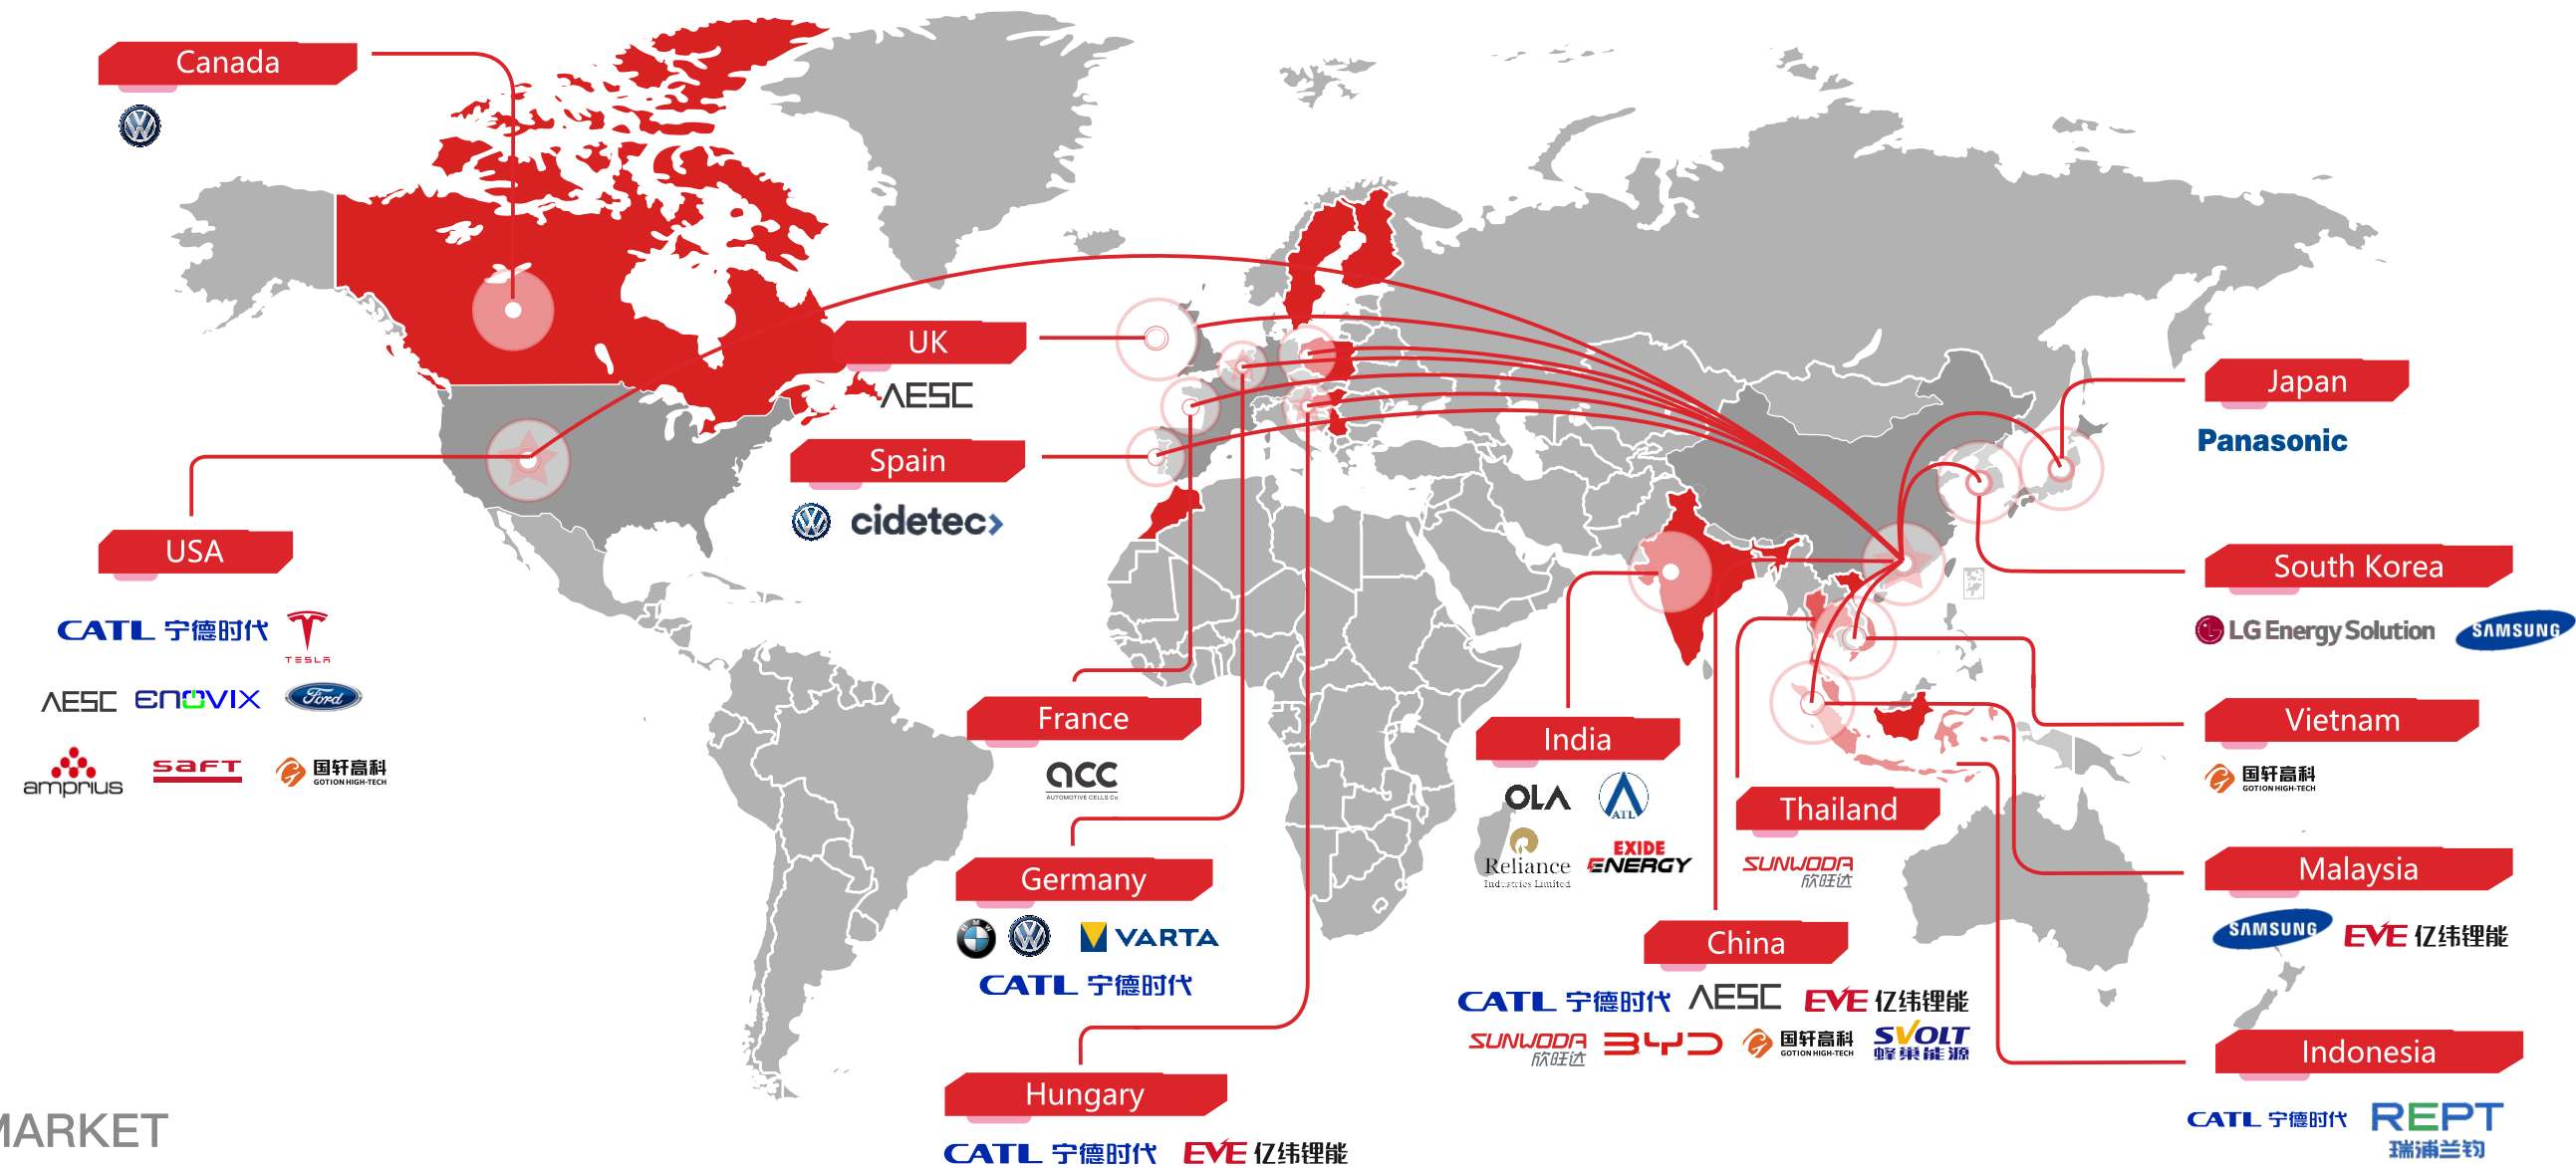 Canada
UK
AESC
Spain
cidetec
USA
CATL 宁德时代
TESLA
AESC
ENOVIX
Ford
amprius
saft
国轩高科
GOTION HIGH-TECH
France
acc
AUTOMOTIVE CELLS Co
Germany
BMW
VARTA
CATL 宁德时代
Hungary
CATL 宁德时代
EVE 亿纬锂能
India
OLA
ATL
Reliance
Industries Limited
EXIDE
ENERGY
Thailand
SUNWODA
欣旺达
China
CATL 宁德时代
AESC
EVE 亿纬锂能
SUNWODA
欣旺达
BYD
国轩高科
GOTION HIGH-TECH
SVOLT
蜂巢能源
Japan
Panasonic
South Korea
LG Energy Solution
SAMSUNG
Vietnam
国轩高科
GOTION HIGH-TECH
Malaysia
SAMSUNG
EVE 亿纬锂能
Indonesia
CATL 宁德时代
REPT
瑞浦兰钧
MARKET